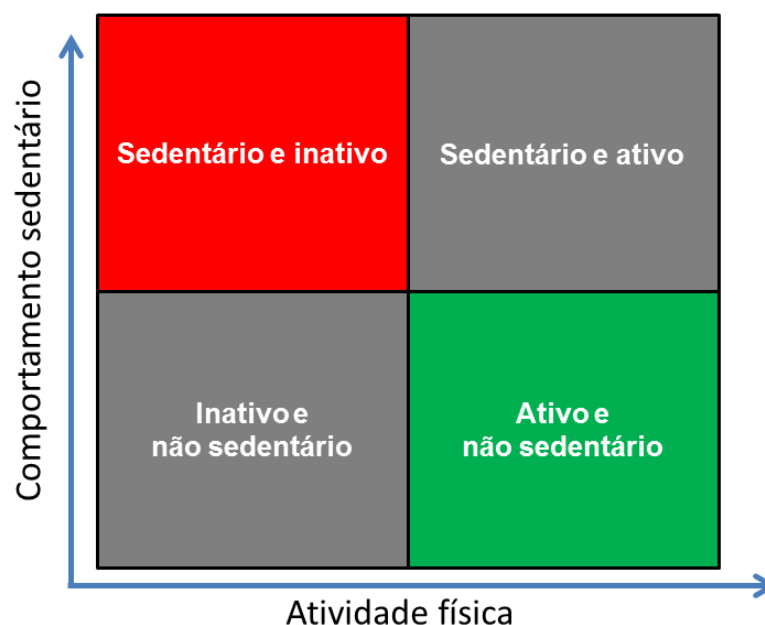 Comportamento sedentário
Sedentário e inativo
Sedentário e ativo
Inativo e
não sedentário
Ativo e
não sedentário
Atividade física